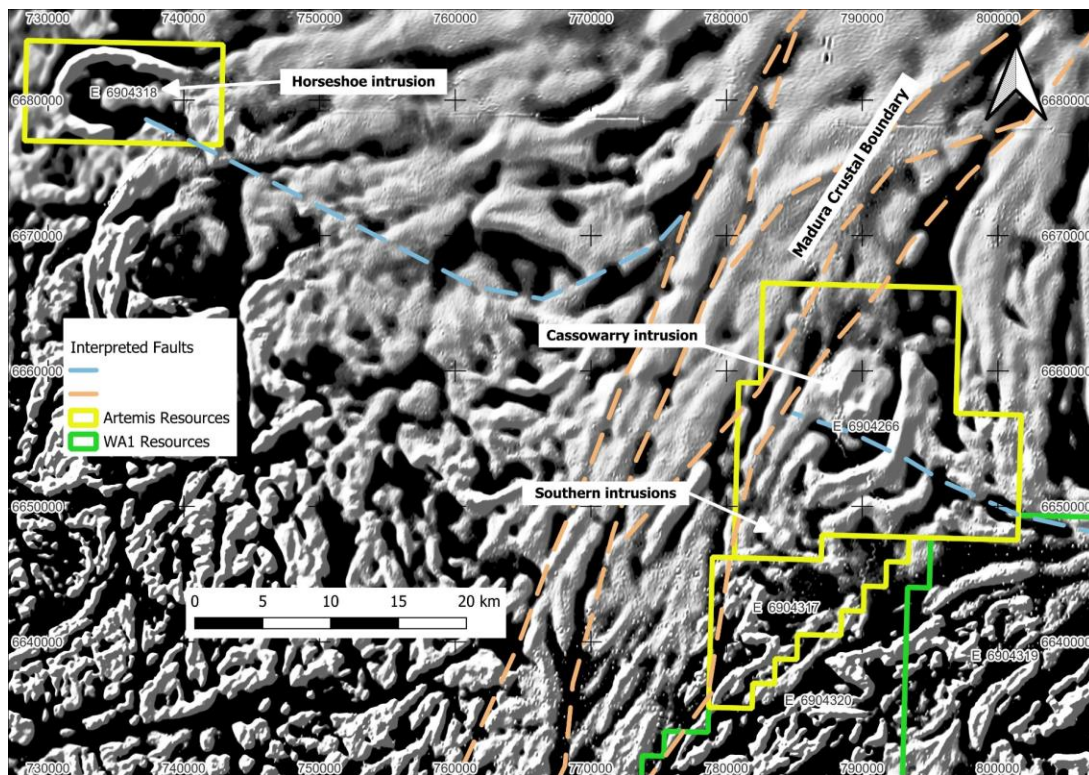 730000 740000 750000 760000 770000 780000 790000 800000
Horseshoe intrusion
E 6904318
6680000 6680000
Madura Crustal Boundary
6670000 6670000
Cassowarry intrusion
Interpreted Faults
6660000 6660000
Artemis Resources
E 6904266
WA1 Resources
Southern intrusions
6650000 6650000
0 5 10 15 20 km
E 6904317
6640000 6640000
E 6904319
E 6904320
730000 740000 750000 760000 770000 780000 790000 800000